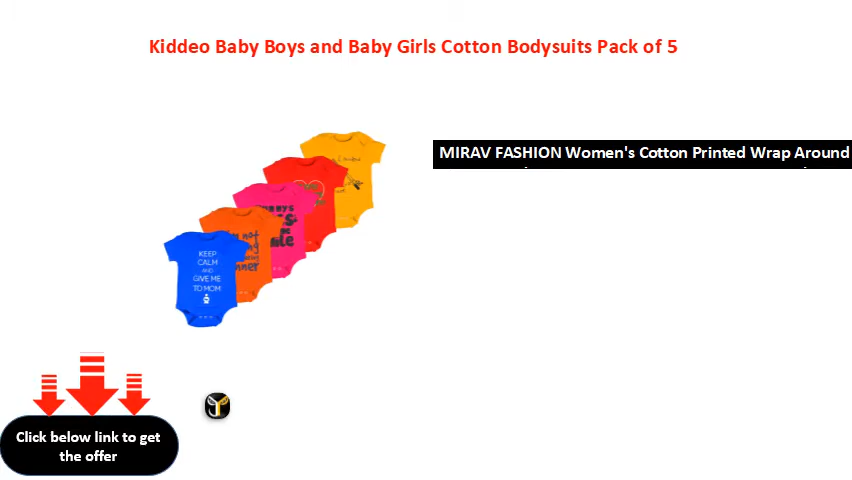 Kiddeo Baby Boys and Baby Girls Cotton Bodysuits Pack of 5
MIRAV FASHION Women's Cotton Printed Wrap Around
KEEP
CALM
AND
GIVE ME
TO MOM
Click below link to get
the offer